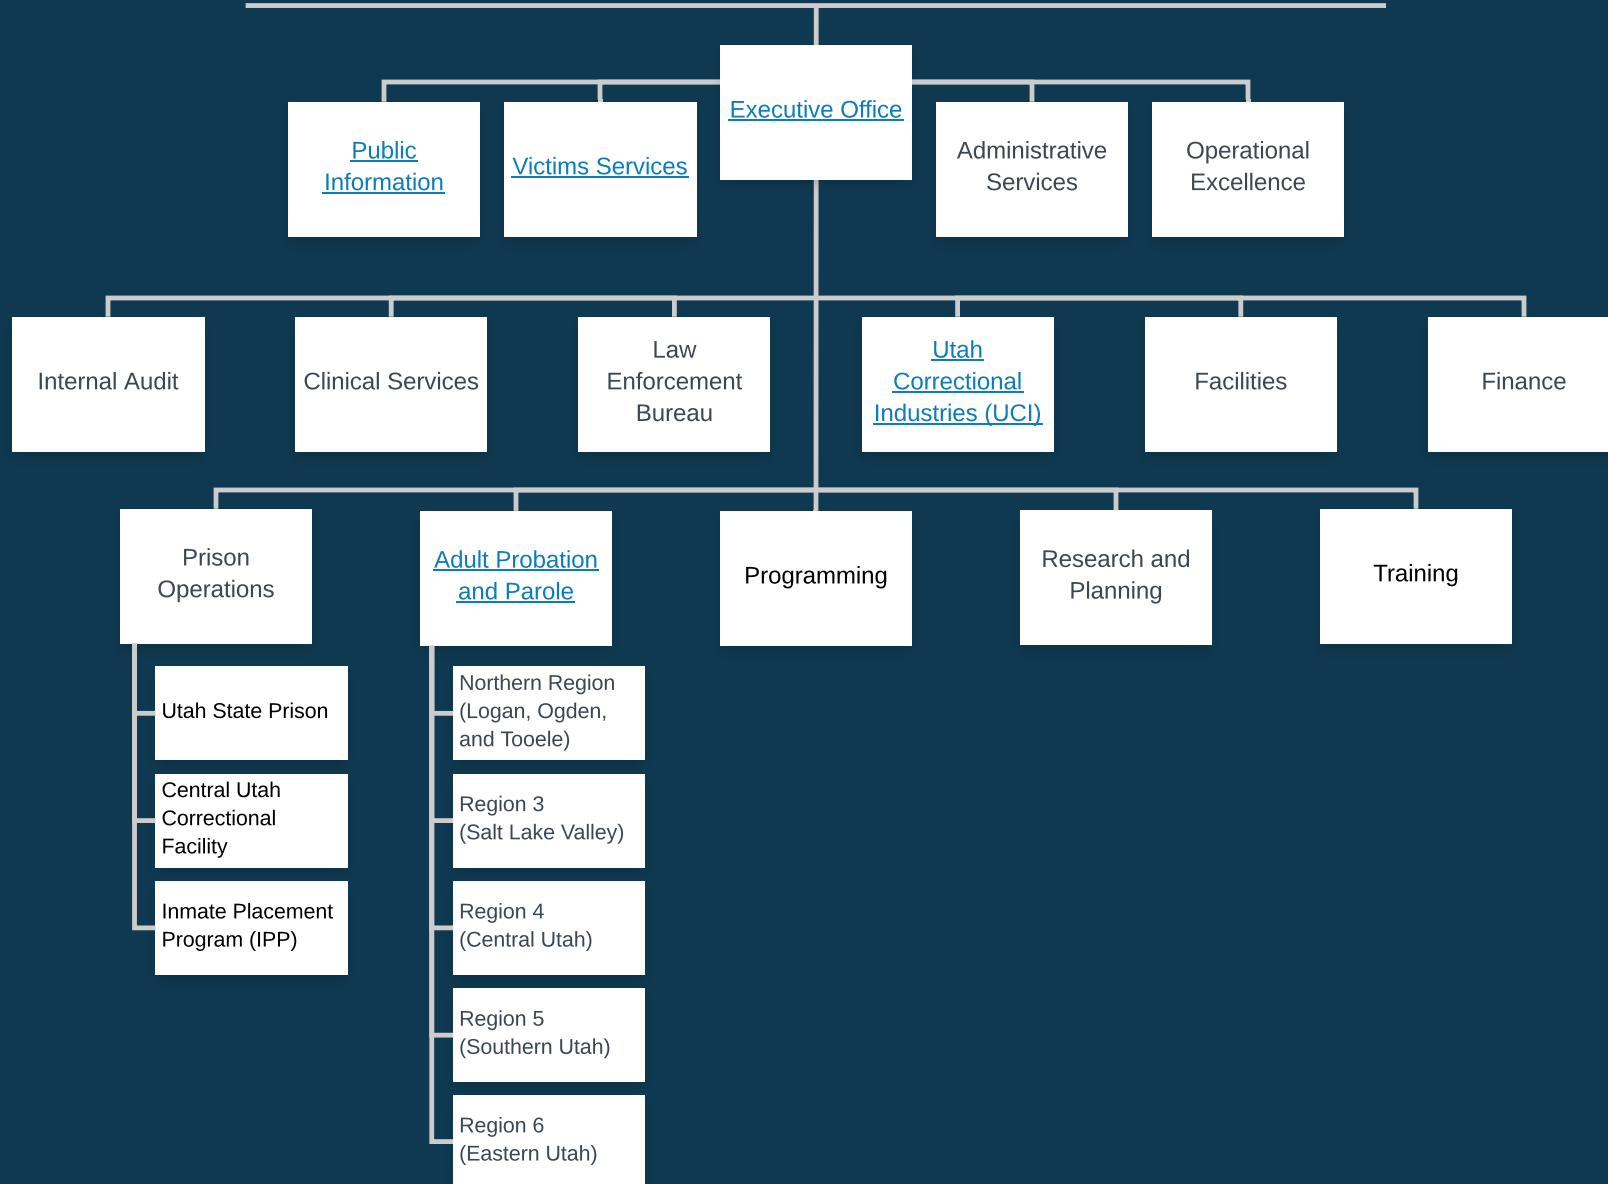 Executive Office
Public
Information
Victims Services
Administrative
Services
Operational
Excellence
Internal Audit
Clinical Services
Law
Enforcement
Bureau
Utah
Correctional
Industries (UCI)
Facilities
Finance
Prison
Operations
Adult Probation
and Parole
Programming
Research and
Planning
Training
Utah State Prison
Central Utah
Correctional
Facility
Inmate Placement
Program (IPP)
Northern Region
(Logan, Ogden,
and Tooele)
Region 3
(Salt Lake Valley)
Region 4
(Central Utah)
Region 5
(Southern Utah)
Region 6
(Eastern Utah)